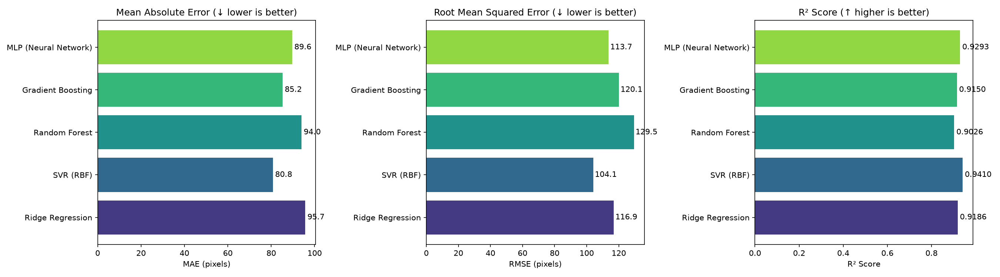 Mean Absolute Error (↓ lower is better)
MLP (Neural Network)
89.6
Gradient Boosting
85.2
Random Forest
94.0
SVR (RBF)
80.8
Ridge Regression
95.7
0 20 40 60 80 100
MAE (pixels)
Root Mean Squared Error (↓ lower is better)
MLP (Neural Network)
113.7
Gradient Boosting
120.1
Random Forest
129.5
SVR (RBF)
104.1
Ridge Regression
116.9
0 20 40 60 80 100 120
RMSE (pixels)
R² Score (↑ higher is better)
MLP (Neural Network)
0.9293
Gradient Boosting
0.9150
Random Forest
0.9026
SVR (RBF)
0.9410
Ridge Regression
0.9186
0.0 0.2 0.4 0.6 0.8
R² Score